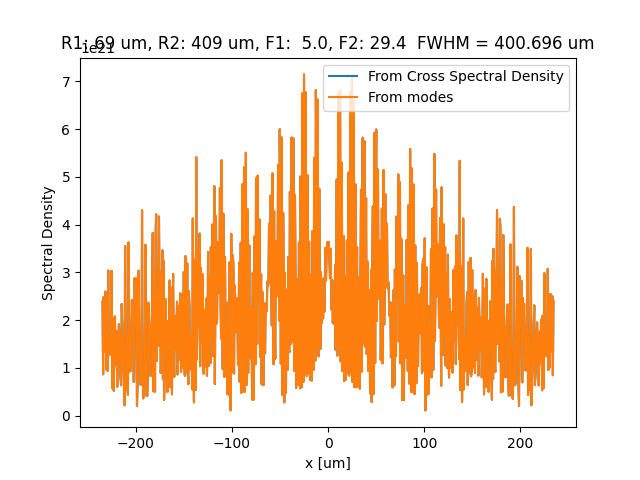 R1: 69 um, R2: 409 um, F1:  5.0, F2: 29.4  FWHM = 400.696 um
1e21
From Cross Spectral Density
From modes
7
6
5
4
3
2
1
0
Spectral Density
−200
−100
0
100
200
x [um]